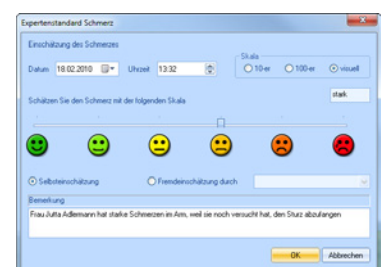 Expertenstandard Schmerz
Einschätzung des Schmerzes
Skala
Datum 18.02.2010 Uhrzeit 13:32 10-er 100-er visuell
Schätzen Sie den Schmerz mit der folgenden Skala stark
Selbsteinschätzung Fremdeinschätzung durch
Bemerkung
Frau Jutta Adlermann hat starke Schmerzen im Arm, weil sie noch versucht hat, den Sturz abzufangen
OK Abbrechen